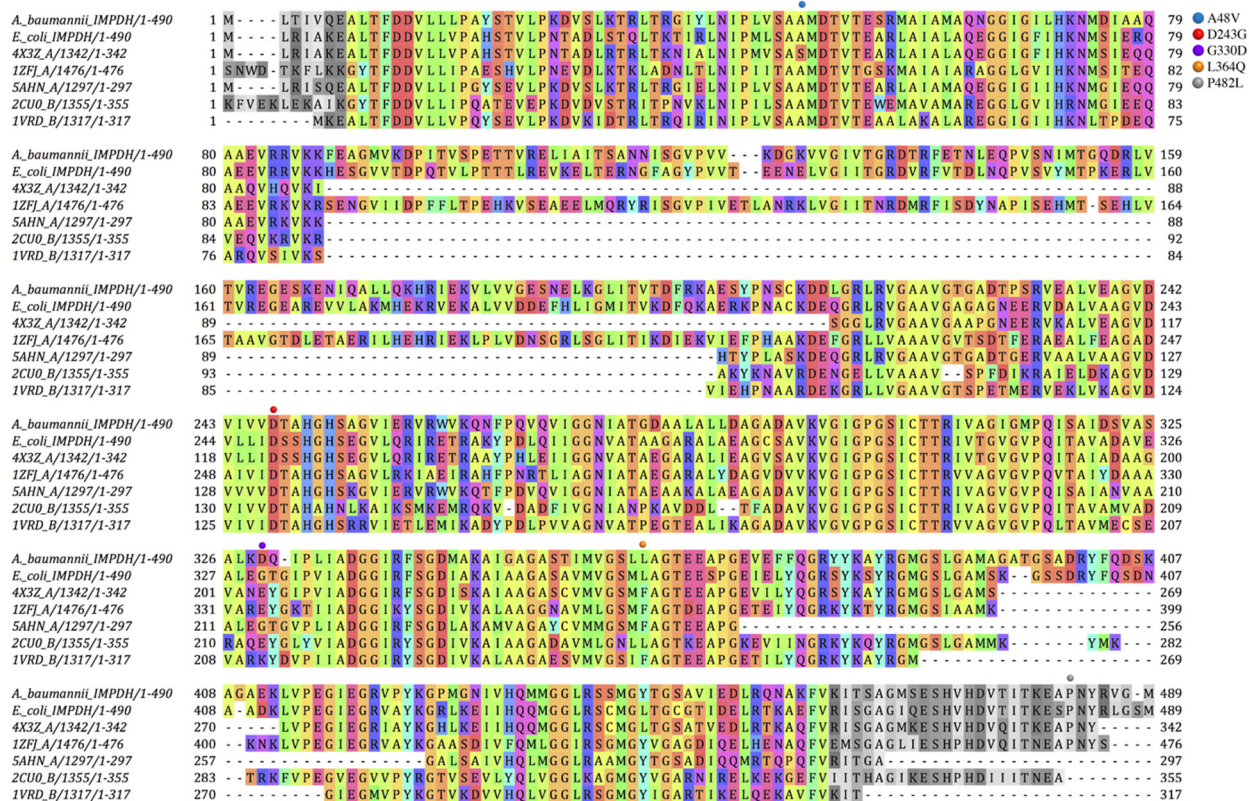 A_baumannii_IMPDH/1-490 1 M-----LTIVQEALTFDDVLLLPAYSTVLPKDVSLKTRLTRGIYLNIPLVSAAMDTVTESRMAIAMAQNGGIGILHKNMDIAAQ 79
E_coli_IMPDH/1-490 1 M-----LRIAKEALTFDDVLLVPAHSTVLPNTADLSTQLTKTIRLNIPMLSAAMDTVTEARLAIALAQEGGIGFIHKNMSIERQ 79
4X3Z_A/1342/1-342 1 M-----LRIAKEALTFDDVLLVPAHSTVLPNTADLSTQLTKTIRLNIPMLSASMDTVTEARLAIALAQEGGIGFIHKNMSIERQ 79
1ZFJ_A/1476/1-476 1 SNWD-TKFLKKGYTFDDVLLIPAESHVLPNEVDLKTKLADNLTLNIPIITAAMDTVTGSKMAIAIARAGGLGVIHKNMSITEQ 82
5AHN_A/1297/1-297 1 M-----LRISQEALTFDDVLLIPGYSEVLPKDVSLKTRLTRGIELNIPLVSAAMDTVTEARLAIAMAQEGGIGIIHKNMGIEQQ 79
2CU0_B/1355/1-355 1 KFVEKLEKAIKGYTFDDVLLIPQATEVEPKDVDVSTRITPNVKLNIPILSAAMDTVTEWEMAVAMAREGGLGVIHRNMGIEEQ 83
1VRD_B/1317/1-317 1 --------MKEALTFDDVLLVPQYSEVLPKDVKIDTRLTRQIRINIPLVSAAMDTVTEAALAKALAREGGIGIIHKNLTPDEQ 75
A48V
D243G
G330D
L364Q
P482L
A_baumannii_IMPDH/1-490 80 AAEVRRVKKFEAGMVKDPITVSPETTVRELIAITSANNISGVPVV---KDGKVVGIVTGRDTRFETNLEQPVSNIMTGQDRLV 159
E_coli_IMPDH/1-490 80 AEEVRRVKKHESGVVTDPQTVLPTTTLREVKELTERNGFAGYPVVT--EENELVGIITGRDVRFVTDLNQPVSVYMTPKERLV 160
4X3Z_A/1342/1-342 80 AAQVHQVKI-------------------------------------------------------------------------- 88
1ZFJ_A/1476/1-476 83 AEEVRKVKRSENGVIIDPFFLTPEHKVSEAEELMQRYRISGVPIVETLANRKLVGIITNRDMRFISDYNAPISEHMT-SEHLV 164
5AHN_A/1297/1-297 80 AAEVRKVKK-------------------------------------------------------------------------- 88
2CU0_B/1355/1-355 84 VEQVKRVKR-------------------------------------------------------------------------- 92
1VRD_B/1317/1-317 76 ARQVSIVKS-------------------------------------------------------------------------- 84
A_baumannii_IMPDH/1-490 160 TVREGESKENIQALLQKHRIEKVLVVGESNELKGLITVTDFRKAESYPNSCKDDLGRLRVGAAVGTGADTPSRVEALVEAGVD 242
E_coli_IMPDH/1-490 161 TVREGEAREVVLAKMHEKRVEKALVVDDEFHLIGMITVKDFQKAERKPNACKDEQGRLRVGAAVGAGAGNEERVDALVAAGVD 243
4X3Z_A/1342/1-342 89 ------------------------------------------------------SGGLRVGAAVGAAPGNEERVKALVEAGVD 117
1ZFJ_A/1476/1-476 165 TAAVGTDLETAERILHEHRIEKLPLVDNSGRLSGLITIKDIEKVIEFPHAAKDEFGRLLVAAAVGVTSDTFERAEALFEAGAD 247
5AHN_A/1297/1-297 89 --------------------------------------------HTYPLASKDEQGRLRVGAAVGTGADTGERVAALVAAGVD 127
2CU0_B/1355/1-355 93 --------------------------------------------AKYKNAVRDENGELLVAAAV--SPFDIKRAIELDKAGVD 129
1VRD_B/1317/1-317 85 -------------------------------------------VIEHPNAARDEKGRLLVGAAVGTSPETMERVEKLVKAGVD 124
A_baumannii_IMPDH/1-490 243 VIVVDTAHGHSAGVIERVRWVKQNFPQVQVIGGNIATGDAALALLDAGADAVKVGIGPGSICTTRIVAGIGMPQISAIDSVAS 325
E_coli_IMPDH/1-490 244 VLLIDSSHGHSEGVLQRIRETRAKYPDLQIIGGNVATAAGARALAEAGCSAVKVGIGPGSICTTRIVTGVGVPQITAVADAVE 326
4X3Z_A/1342/1-342 118 VLLIDSSHGHSEGVLQRIRETRAAYPHLEIIGGNVATAEGARALIEAGVSAVKVGIGPGSICTTRIVTGVGVPQITAIADAAG 200
1ZFJ_A/1476/1-476 248 AIVIDTAHGHSAGVLRKIAEIRAHFPNRTLIAGNIATAEGARALYDAGVDVVKVGIGPGSICTTRVVAGVGVPQVTAIYDAAA 330
5AHN_A/1297/1-297 128 VVVVDTAHGHSKGVIERVRWVKQTFPDVQVIGGNIATAEAAKALAEAGADAVKVGIGPGSICTTRIVAGVGVPQISAIANVAA 210
2CU0_B/1355/1-355 130 VIVVDTAHAHNLKAIKSMKEMRQKV-DADFIVGNIANPKAVDDL--TFADAVKVGIGPGSICTTRIVAGVGVPQITAVAMVAD 209
1VRD_B/1317/1-317 125 VIVIDTAHGHSRRVIETLEMIKADYPDLPVVAGNVATPEGTEALIKAGADAVKVGVGPGSICTTRVVAGVGVPQLTAVMECSE 207
A_baumannii_IMPDH/1-490 326 ALKDQ-IPLIADGGIRFSGDMAKAIGAGASTIMVGSLLAGTEEAPGEVEFFQGRYYKAYRGMGSLGAMAGATGSADRYFQDSK 407
E_coli_IMPDH/1-490 327 ALEGTGIPVIADGGIRFSGDIAKAIAAGASAVMVGSMLAGTEESPGEIELYQGRSYKSYRGMGSLGAMSK--GSSDRYFQSDN 407
4X3Z_A/1342/1-342 201 VANEYGIPVIADGGIRFSGDISKAIAAGASCVMVGSMFAGTEEAPGEVILYQGRSYKAYRGMGSLGAMSK------------- 269
1ZFJ_A/1476/1-476 331 VAREYGKTIIADGGIKYSGDIVKALAAGGNAVMLGSMFAGTDEAPGETEIYQGRKYKTYRGMGSIAAMK-------------- 399
5AHN_A/1297/1-297 211 ALEGTGVPLIADGGIRFSGDLAKAMVAGAYCVMMGSMFAGTEEAPG------------------------------------- 256
2CU0_B/1355/1-355 210 RAQEYGLYVIADGGIRYSGDIVKAIAAGADAVMLGNLLAGTKEAPGKEVIINGRKYKQYRGMGSLGAMMK------YMK---- 282
1VRD_B/1317/1-317 208 VARKYDVPIIADGGIRYSGDIVKALAAGAESVMVGSIFAGTEEAPGETILYQGRKYKAYRGM--------------------- 269
A_baumannii_IMPDH/1-490 408 AGAEKLVPEGIEGRVPYKGPMGNIVHQMMGGLRSSMGYTGSAVIEDLRQNAKFVKITSAGMSESHVHDVTITKEAPNYRVG-M 489
E_coli_IMPDH/1-490 408 A-ADKLVPEGIEGRVAYKGRLKEIIHQQMGGLRSCMGLTGCGTIDELRTKAEFVRISGAGIQESHVHDVTITKESPNYRLGSM 489
4X3Z_A/1342/1-342 270 -----LVPEGIEGRIAYKGHLKEIIHQQMGGLRSCMGLTGSATVEDLRTKAQFVRISGAGMKESHVHDVQITKEAPNYR---- 342
1ZFJ_A/1476/1-476 400 --KNKLVPEGIEGRVAYKGAASDIVFQMLGGIRSGMGYVGAGDIQELHENAQFVEMSGAGLIESHPHDVQITNEAPNYS---- 476
5AHN_A/1297/1-297 257 ------------------GALSAIVHQLMGGLRAAMGYTGSADIQQMRTQPQFVRITGA------------------------ 297
2CU0_B/1355/1-355 283 --TRKFVPEGVEGVVPYRGTVSEVLYQLVGGLKAGMGYVGARNIRELKEKGEFVIITHAGIKESHPHDIIITNEA-------- 355
1VRD_B/1317/1-317 270 ---------GIEGMVPYKGTVKDVVHQLVGGLRSGMGYIGARTIKELQEKAVFVKIT-------------------------- 317